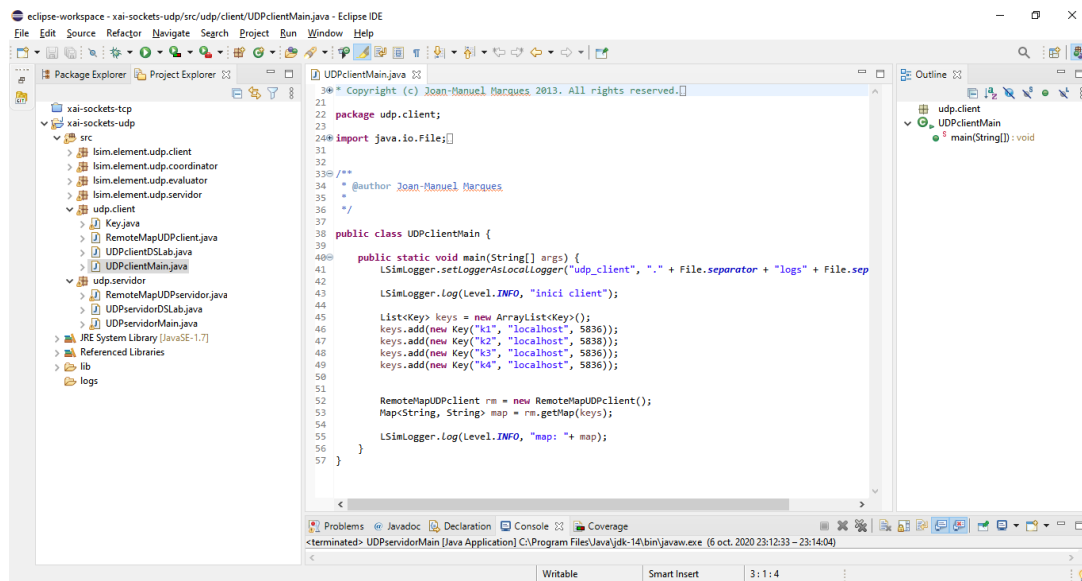 eclipse-workspace - xai-sockets-udp/src/udp/client/UDPclientMain.java - Eclipse IDE
File Edit Source Refactor Navigate Search Project Run Window Help
Package Explorer Project Explorer
xai-sockets-tcp
xai-sockets-udp
src
lsim.element.udp.client
lsim.element.udp.coordinator
lsim.element.udp.evaluator
lsim.element.udp.servidor
udp.client
Key.java
RemoteMapUDPclient.java
UDPclientDSLab.java
UDPclientMain.java
udp.servidor
RemoteMapUDPservidor.java
UDPservidorDSLab.java
UDPservidorMain.java
JRE System Library [JavaSE-1.7]
Referenced Libraries
lib
logs
UDPclientMain.java
3 * Copyright (c) Joan-Manuel Marques 2013. All rights reserved.
21
22 package udp.client;
23
24 import java.io.File;
31
32
33 /**
34 * @author Joan-Manuel Marques
35 *
36 */
37
38 public class UDPclientMain {
39
40 public static void main(String[] args) {
41 LSimLogger.setLoggerAsLocalLogger("udp_client", "." + File.separator + "logs" + File.sep
42
43 LSimLogger.log(Level.INFO, "inici client");
44
45 List<Key> keys = new ArrayList<Key>();
46 keys.add(new Key("k1", "localhost", 5836));
47 keys.add(new Key("k2", "localhost", 5838));
48 keys.add(new Key("k3", "localhost", 5836));
49 keys.add(new Key("k4", "localhost", 5836));
50
51
52 RemoteMapUDPclient rm = new RemoteMapUDPclient();
53 Map<String, String> map = rm.getMap(keys);
54
55 LSimLogger.log(Level.INFO, "map: "+ map);
56 }
57 }
Outline
udp.client
UDPclientMain
main(String[]) : void
Problems Javadoc Declaration Console Coverage
<terminated> UDPservidorMain [Java Application] C:\Program Files\Java\jdk-14\bin\javaw.exe (6 oct. 2020 23:12:33 – 23:14:04)
Writable Smart Insert 3 : 1 : 4